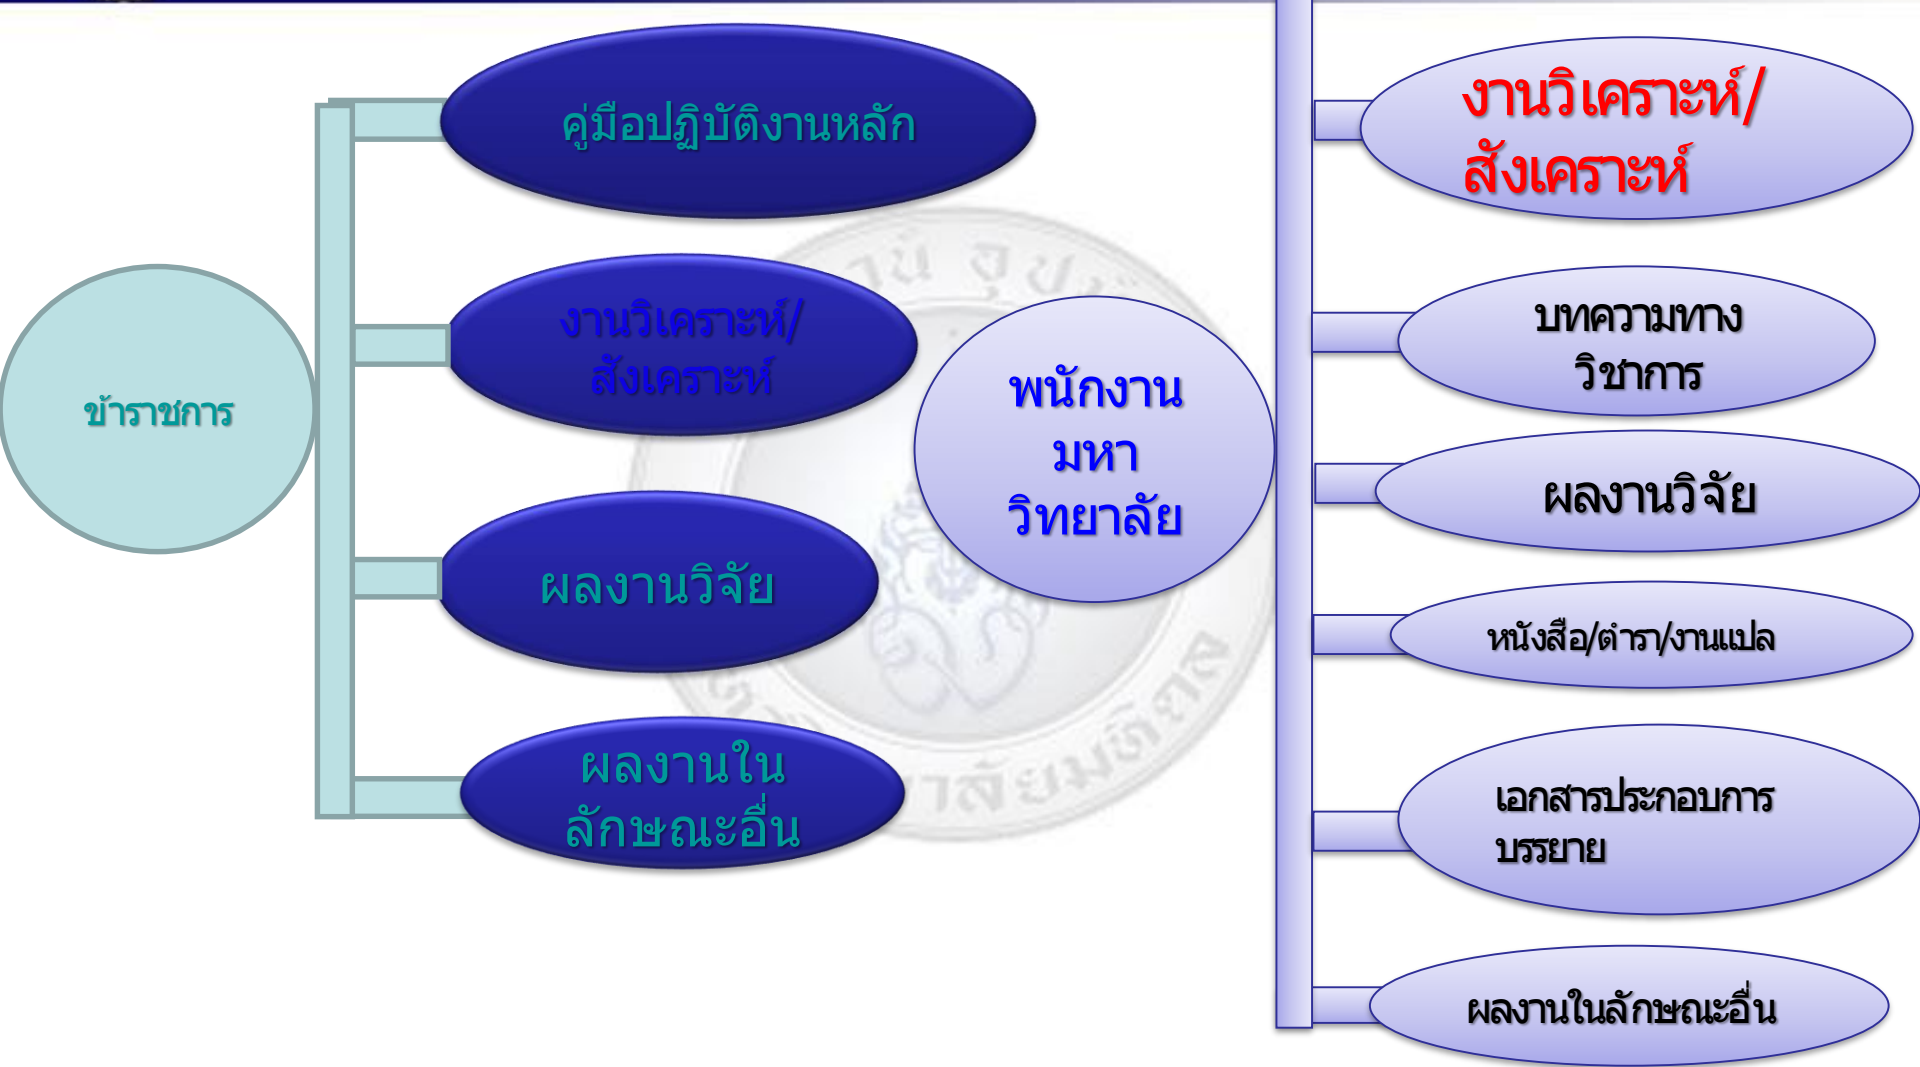 ข้าราชการ
คู่มือปฏิบัติงานหลัก
งานวิเคราะห์/
สังเคราะห์
ผลงานวิจัย
ผลงานใน
ลักษณะอื่น
พนักงาน
มหา
วิทยาลัย
งานวิเคราะห์/
สังเคราะห์
บทความทาง
วิชาการ
ผลงานวิจัย
หนังสือ/ตำรา/งานแปล
เอกสารประกอบการ
บรรยาย
ผลงานในลักษณะอื่น